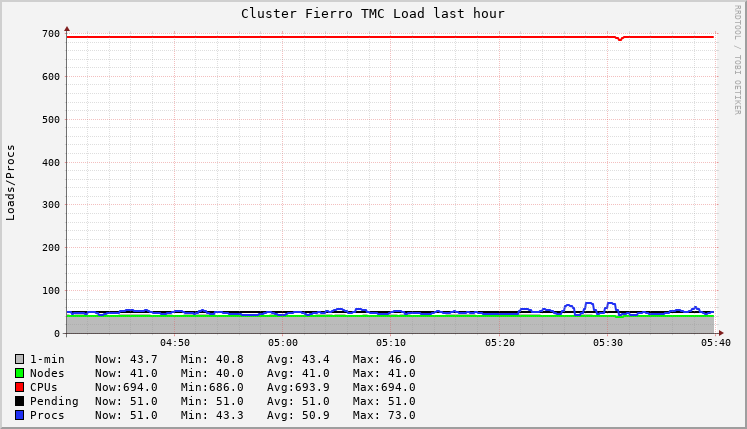 Cluster Fierro TMC Load last hour
RRDTOOL / TOBI OETIKER
Loads/Procs
700
600
500
400
300
200
100
0
04:50 05:00 05:10 05:20 05:30 05:40
1-min Now: 43.7 Min: 40.8 Avg: 43.4 Max: 46.0
Nodes Now: 41.0 Min: 40.0 Avg: 41.0 Max: 41.0
CPUs Now:694.0 Min:686.0 Avg:693.9 Max:694.0
Pending Now: 51.0 Min: 51.0 Avg: 51.0 Max: 51.0
Procs Now: 51.0 Min: 43.3 Avg: 50.9 Max: 73.0